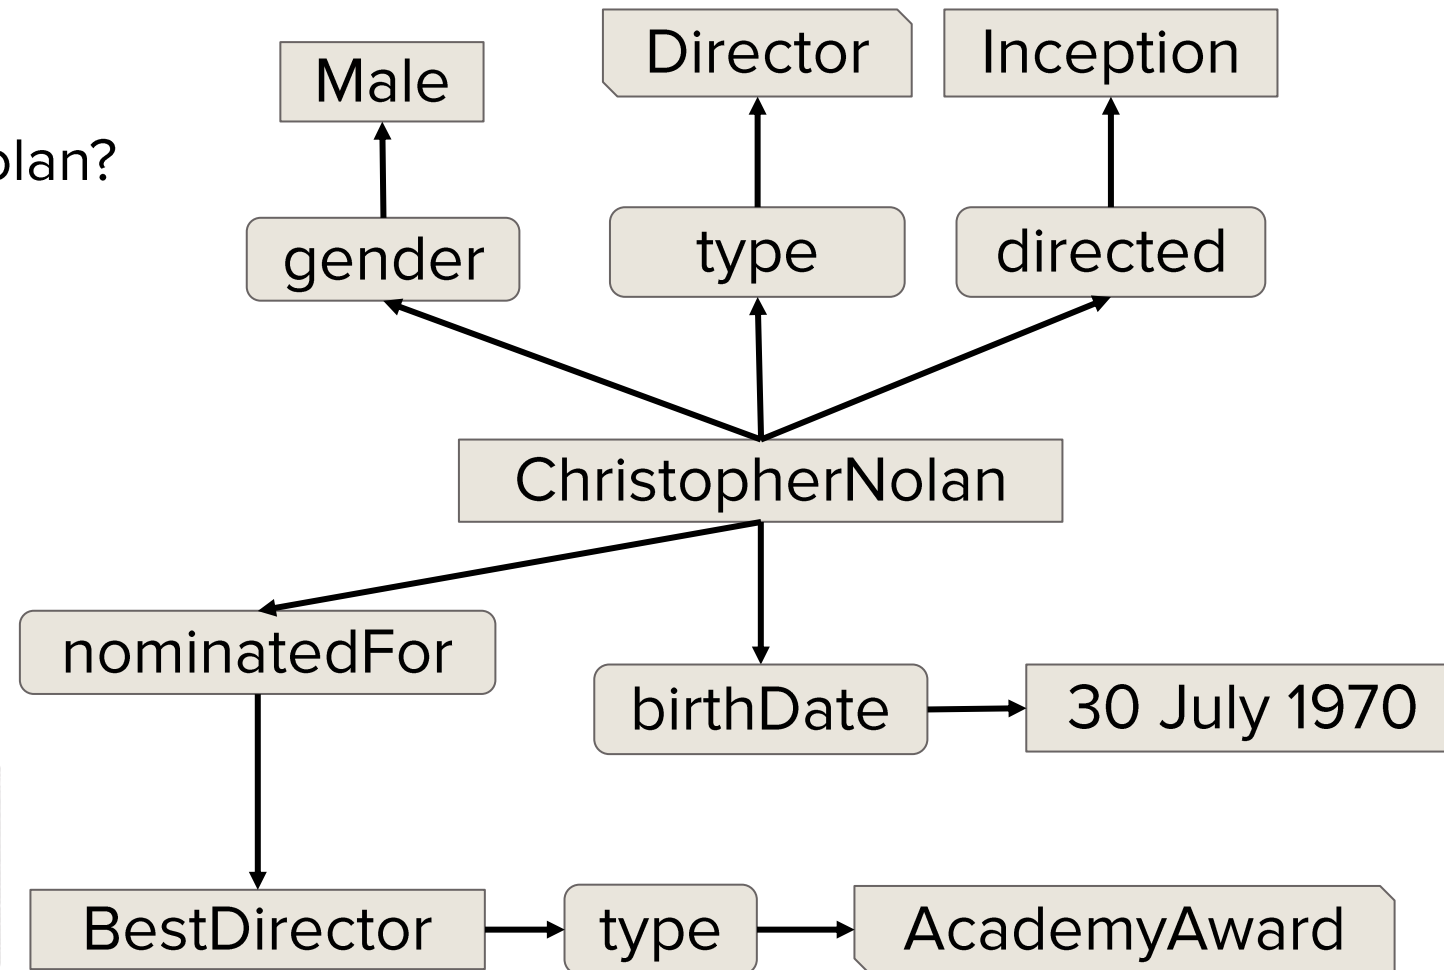 Director
Inception
Male
olan?
gender
type
directed
ChristopherNolan
nominatedFor
birthDate
30 July 1970
BestDirector
type
AcademyAward